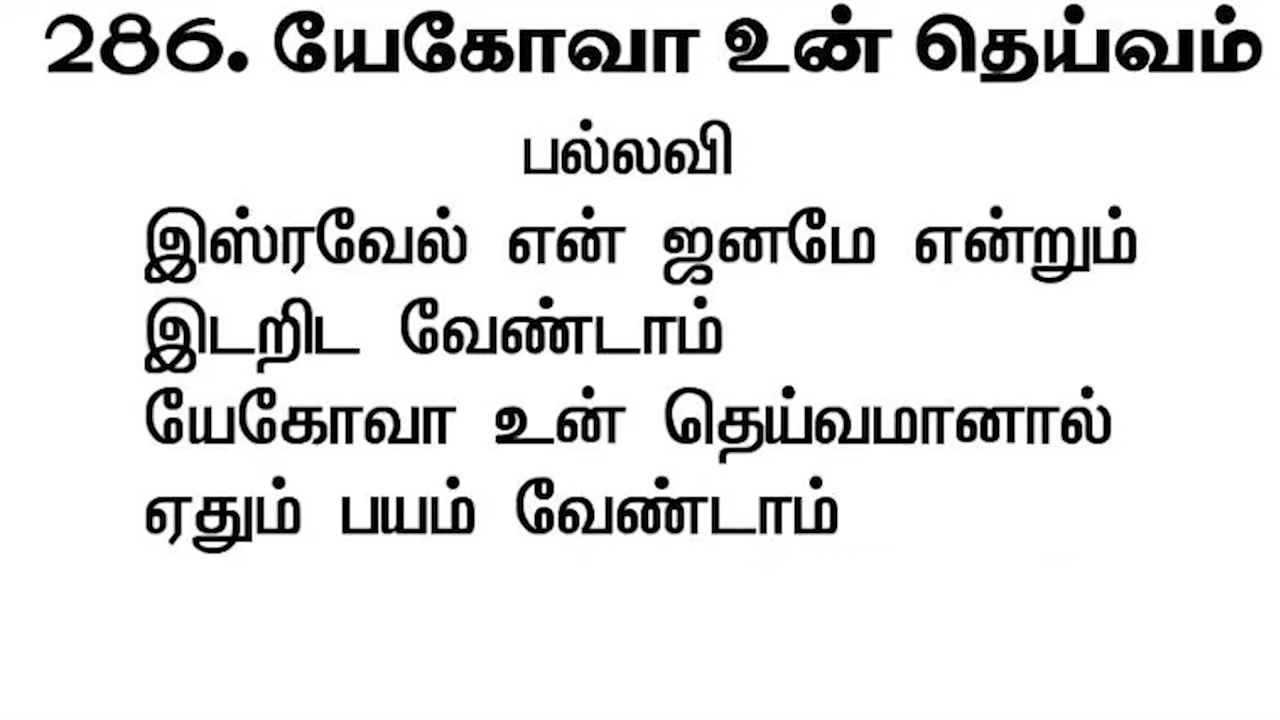 286. யேகோவா உன் தெய்வம்
பல்லவி
இஸ்ரவேல் என் ஜனமே என்றும்
இடறிட வேண்டாம்
யேகோவா உன் தெய்வமானால்
ஏதும் பயம் வேண்டாம்